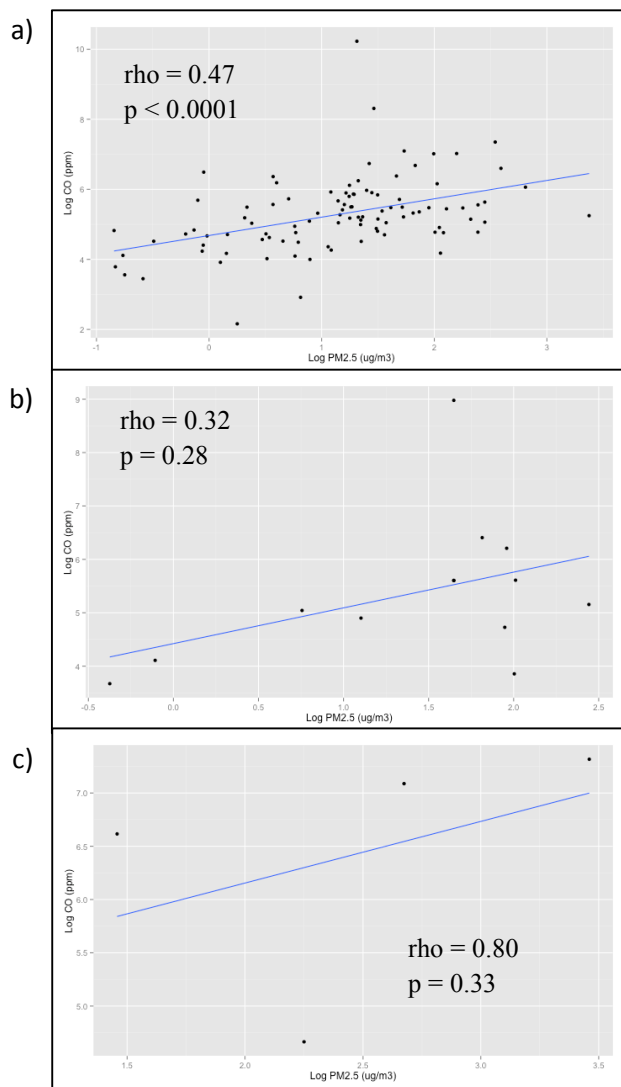 a)
rho = 0.47
p < 0.0001
Log CO (ppm)
10
8
6
4
2
-1
0
1
2
3
Log PM2.5 (ug/m3)
b)
rho = 0.32
p = 0.28
Log CO (ppm)
9
8
7
6
5
4
-0.5
0.0
0.5
1.0
1.5
2.0
2.5
Log PM2.5 (ug/m3)
c)
Log CO (ppm)
7.0
6.5
6.0
5.5
5.0
rho = 0.80
p = 0.33
1.5
2.0
2.5
3.0
3.5
Log PM2.5 (ug/m3)